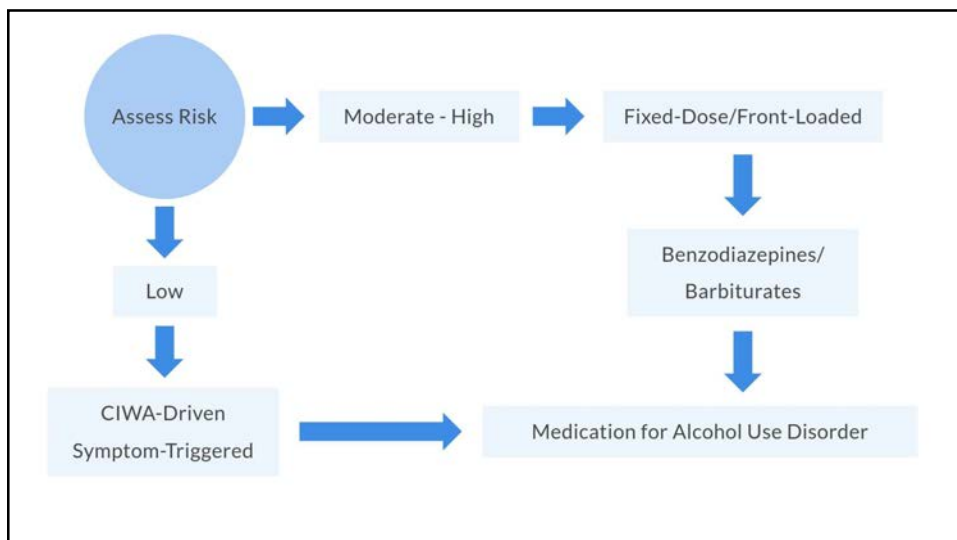 Assess Risk
Moderate - High
Fixed-Dose/Front-Loaded
Benzodiazepines/
Barbiturates
Low
CIWA-Driven
Symptom-Triggered
Medication for Alcohol Use Disorder